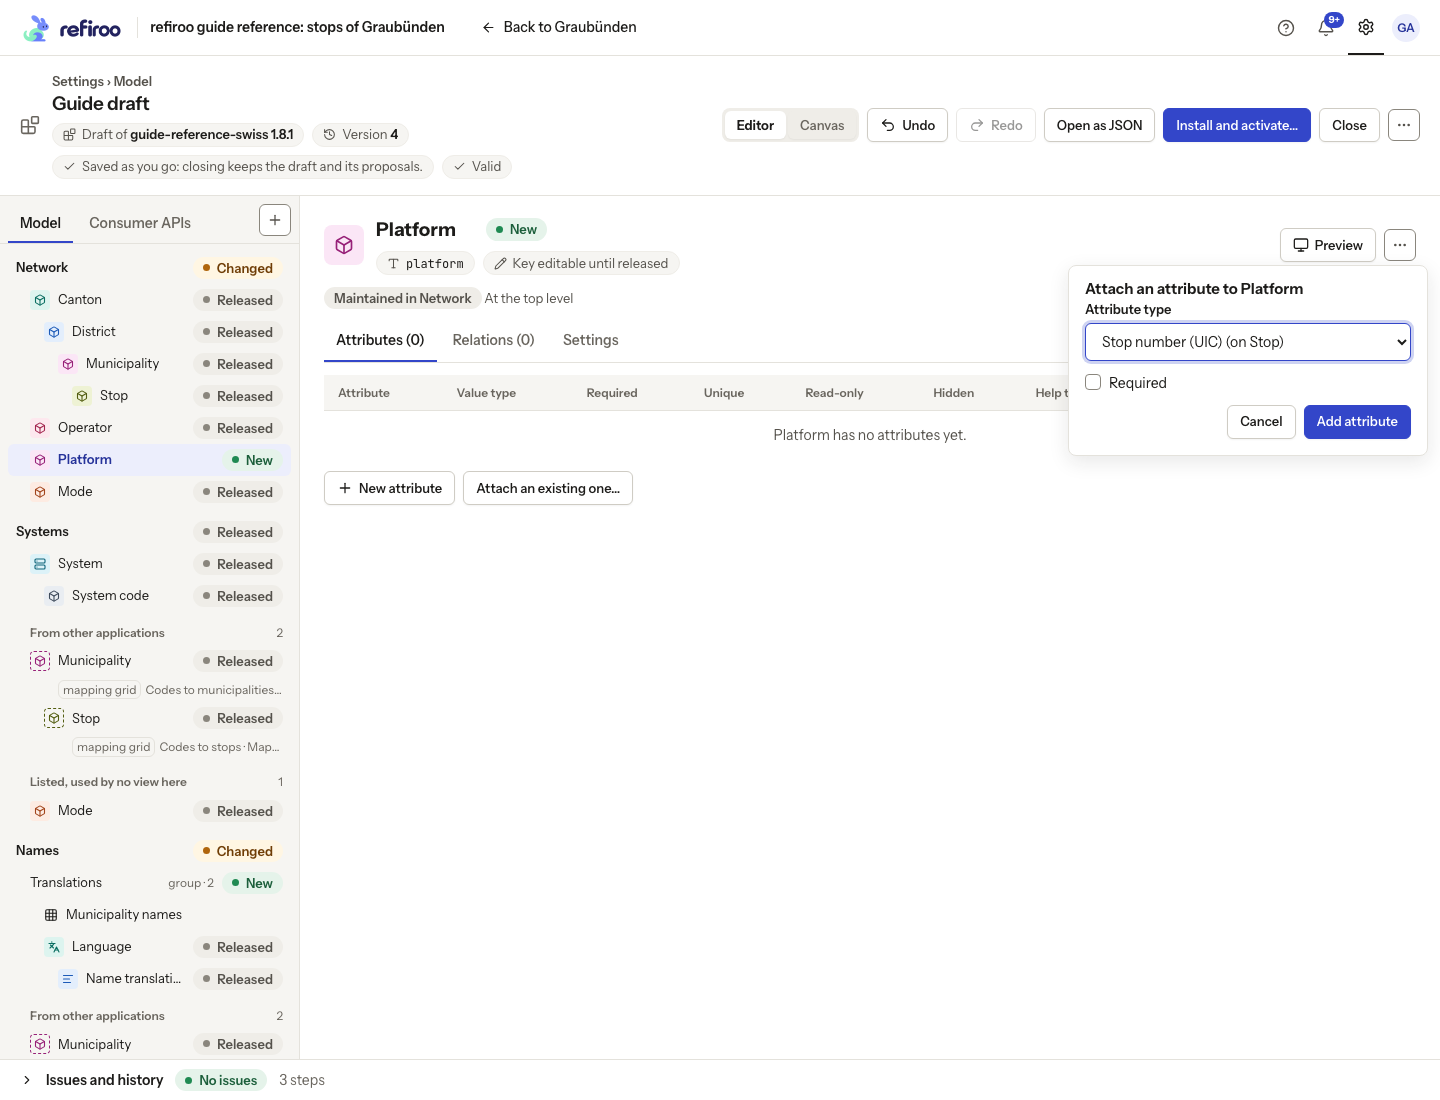 refiroo
refiroo guide reference: stops of Graubünden
Back to Graubünden
9+
GA
Settings › Model
Guide draft
Draft of guide-reference-swiss 1.8.1
Version 4
Saved as you go: closing keeps the draft and its proposals.
Valid
Editor
Canvas
Undo
Redo
Open as JSON
Install and activate...
Close
Model
Consumer APIs
Network
Changed
Canton
Released
District
Released
Municipality
Released
Stop
Released
Operator
Released
Platform
New
Mode
Released
Systems
Released
System
Released
System code
Released
From other applications
2
Municipality
Released
mapping grid Codes to municipalities...
Stop
Released
mapping grid Codes to stops · Map...
Listed, used by no view here
1
Mode
Released
Names
Changed
Translations
group · 2
New
Municipality names
Language
Released
Name translati...
Released
From other applications
2
Municipality
Released
Platform
New
platform
Key editable until released
Maintained in Network At the top level
Preview
Attributes (0)
Relations (0)
Settings
Attribute
Value type
Required
Unique
Read-only
Hidden
Help t
Platform has no attributes yet.
New attribute
Attach an existing one...
Attach an attribute to Platform
Attribute type
Stop number (UIC) (on Stop)
Required
Cancel
Add attribute
Issues and history
No issues
3 steps